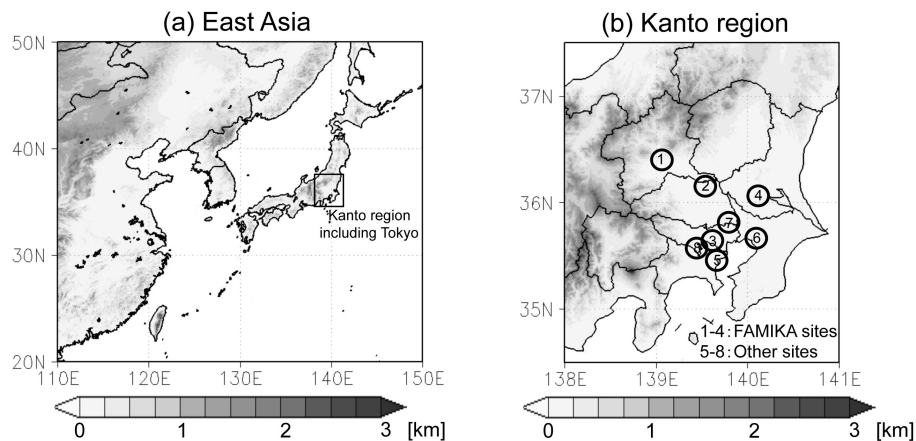 (a) East Asia
50N
40N
30N
20N
110E 120E 130E 140E 150E
Kanto region
including Tokyo
0 1 2 3 [km]
(b) Kanto region
37N
36N
35N
138E 139E 140E 141E
1
2
4
7
3
6
8
5
1-4: FAMIKA sites
5-8: Other sites
0 1 2 3 [km]